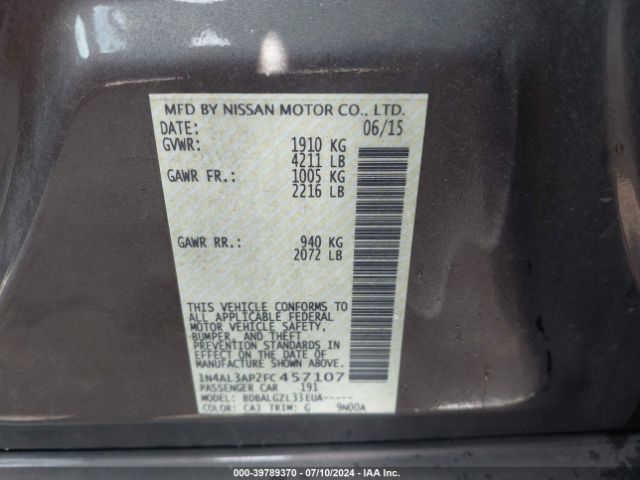 MFD BY NISSAN MOTOR CO., LTD.
DATE: 06/15
GVWR: 1910 KG
4211 LB
GAWR FR.: 1005 KG
2216 LB
GAWR RR.: 940 KG
2072 LB
THIS VEHICLE CONFORMS TO
ALL APPLICABLE FEDERAL
MOTOR VEHICLE SAFETY,
BUMPER, AND THEFT
PREVENTION STANDARDS IN
EFFECT ON THE DATE OF
MANUFACTURE SHOWN ABOVE.
1N4AL3AP2FC457107
PASSENGER CAR 191
MODEL: BDBALGZL33EUA-----
COLOR: CAJ TRIM: G 9N00A
000-39789370 - 07/10/2024 - IAAI.com